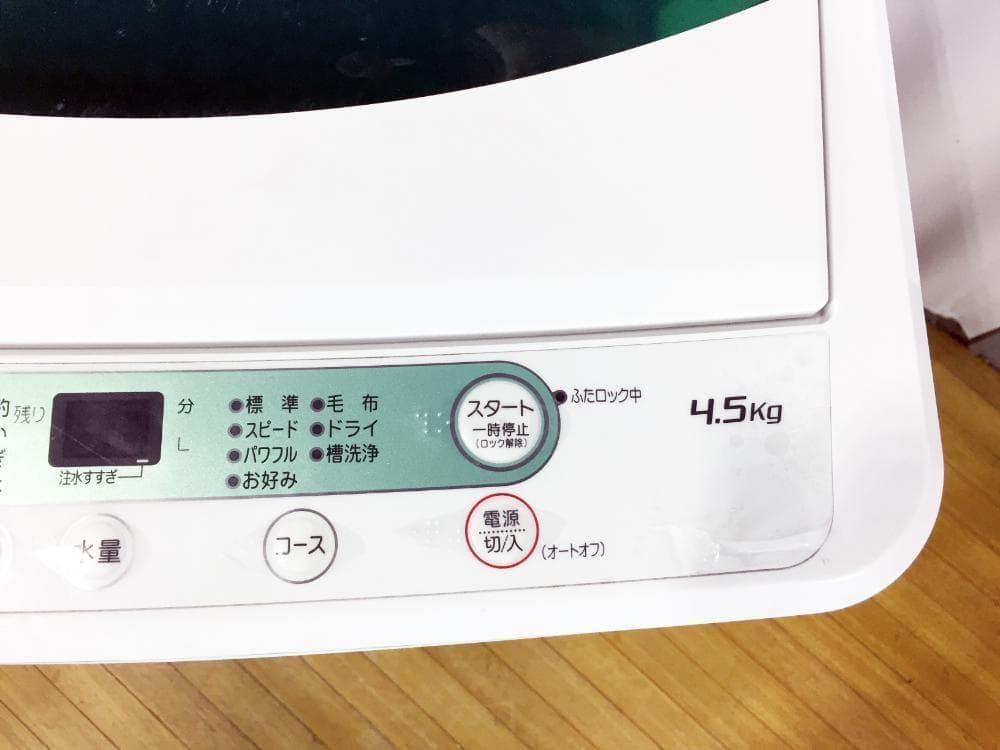 残り
分
L
注水すすぎ
標準
スピード
パワフル
お好み
毛布
ドライ
槽洗浄
スタート
一時停止
(ロック解除)
ふたロック中
4.5Kg
水量
コース
電源
切/入
(オートオフ)